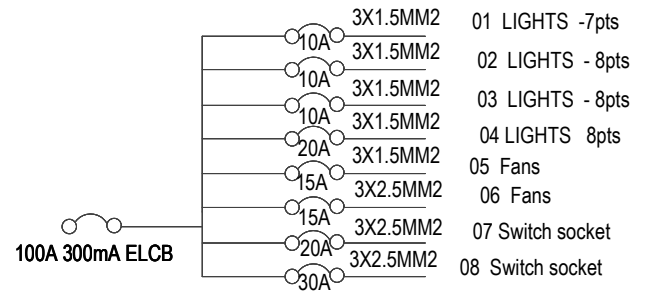 3X1.5MM2 01 LIGHTS -7pts
10A
3X1.5MM2 02 LIGHTS - 8pts
10A
3X1.5MM2 03 LIGHTS - 8pts
10A
3X1.5MM2 04 LIGHTS 8pts
20A
3X1.5MM2 05 Fans
15A
3X2.5MM2 06 Fans
15A
3X2.5MM2 07 Switch socket
20A
3X2.5MM2 08 Switch socket
30A
100A 300mA ELCB